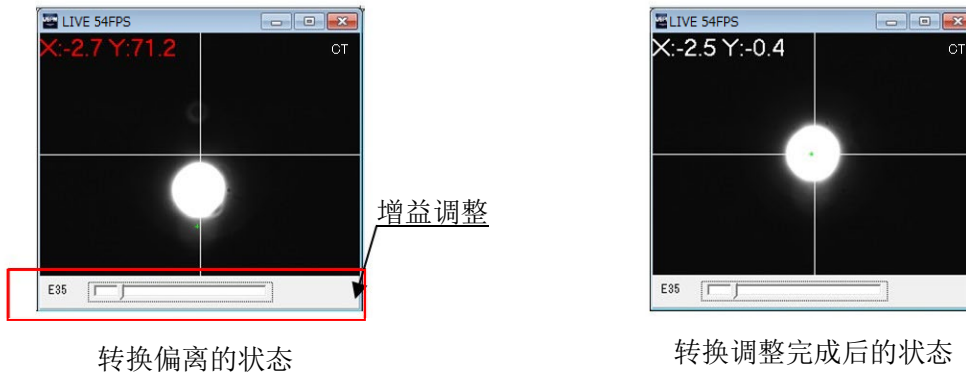 LIVE 54FPS
X:-2.7 Y:71.2
CT
E35
增益调整
转换偏离的状态
LIVE 54FPS
X:-2.5 Y:-0.4
CT
E35
转换调整完成后的状态